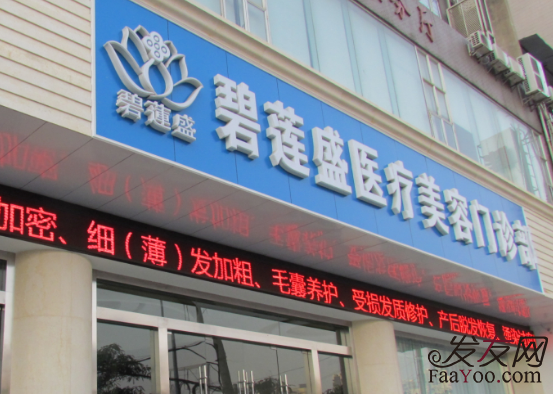 碧莲盛医疗美容门诊部
碧蓮盛
加密、细（薄）发加粗、毛囊养护、受损发质修护、产后脱发恢复、
发友网
FaaYoo.com